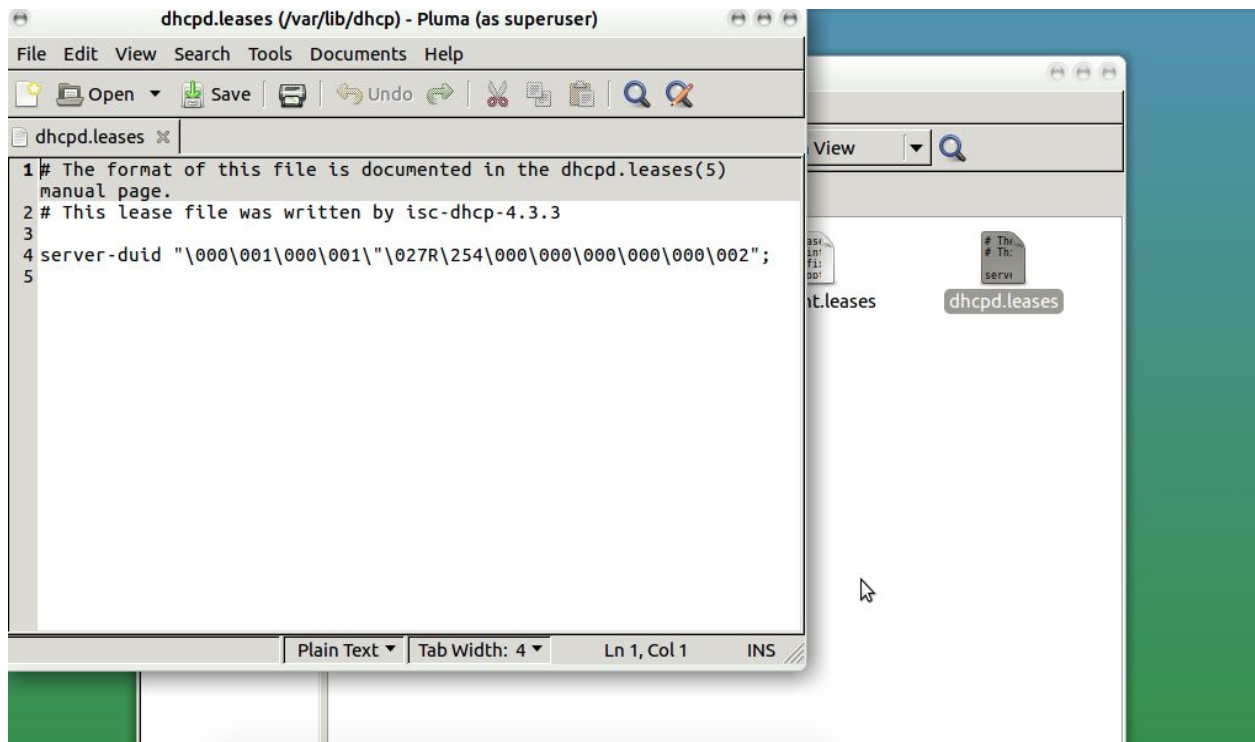 dhcpd.leases (/var/lib/dhcp) - Pluma (as superuser)
File Edit View Search Tools Documents Help
Open Save Undo
dhcpd.leases
1 # The format of this file is documented in the dhcpd.leases(5)
manual page.
2 # This lease file was written by isc-dhcp-4.3.3
3
4 server-duid "\000\001\000\001\"\027R\254\000\000\000\000\000\002";
5
Plain Text Tab Width: 4 Ln 1, Col 1 INS
View
# The
# Th:
serve
t.leases
dhcpd.leases